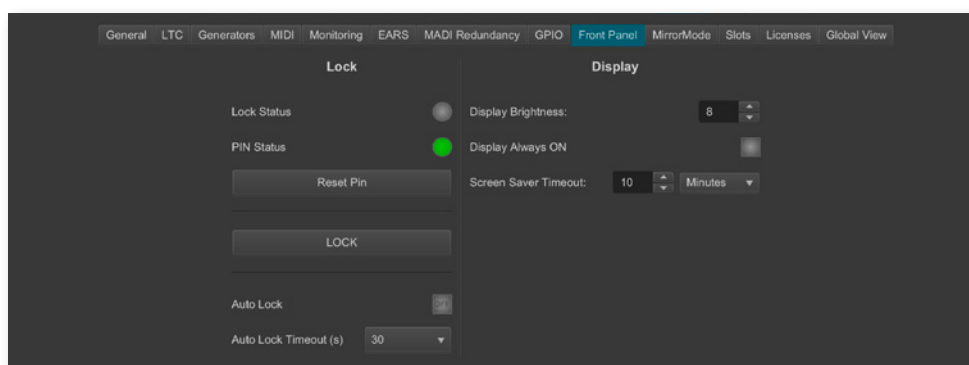 General LTC Generators MIDI Monitoring EARS MADI Redundancy GPIO Front Panel MirrorMode Slots Licenses Global View
Lock
Lock Status
PIN Status
Reset Pin
LOCK
Auto Lock OFF
Auto Lock Timeout (s) 30
Display
Display Brightness: 8
Display Always ON
Screen Saver Timeout: 10 Minutes